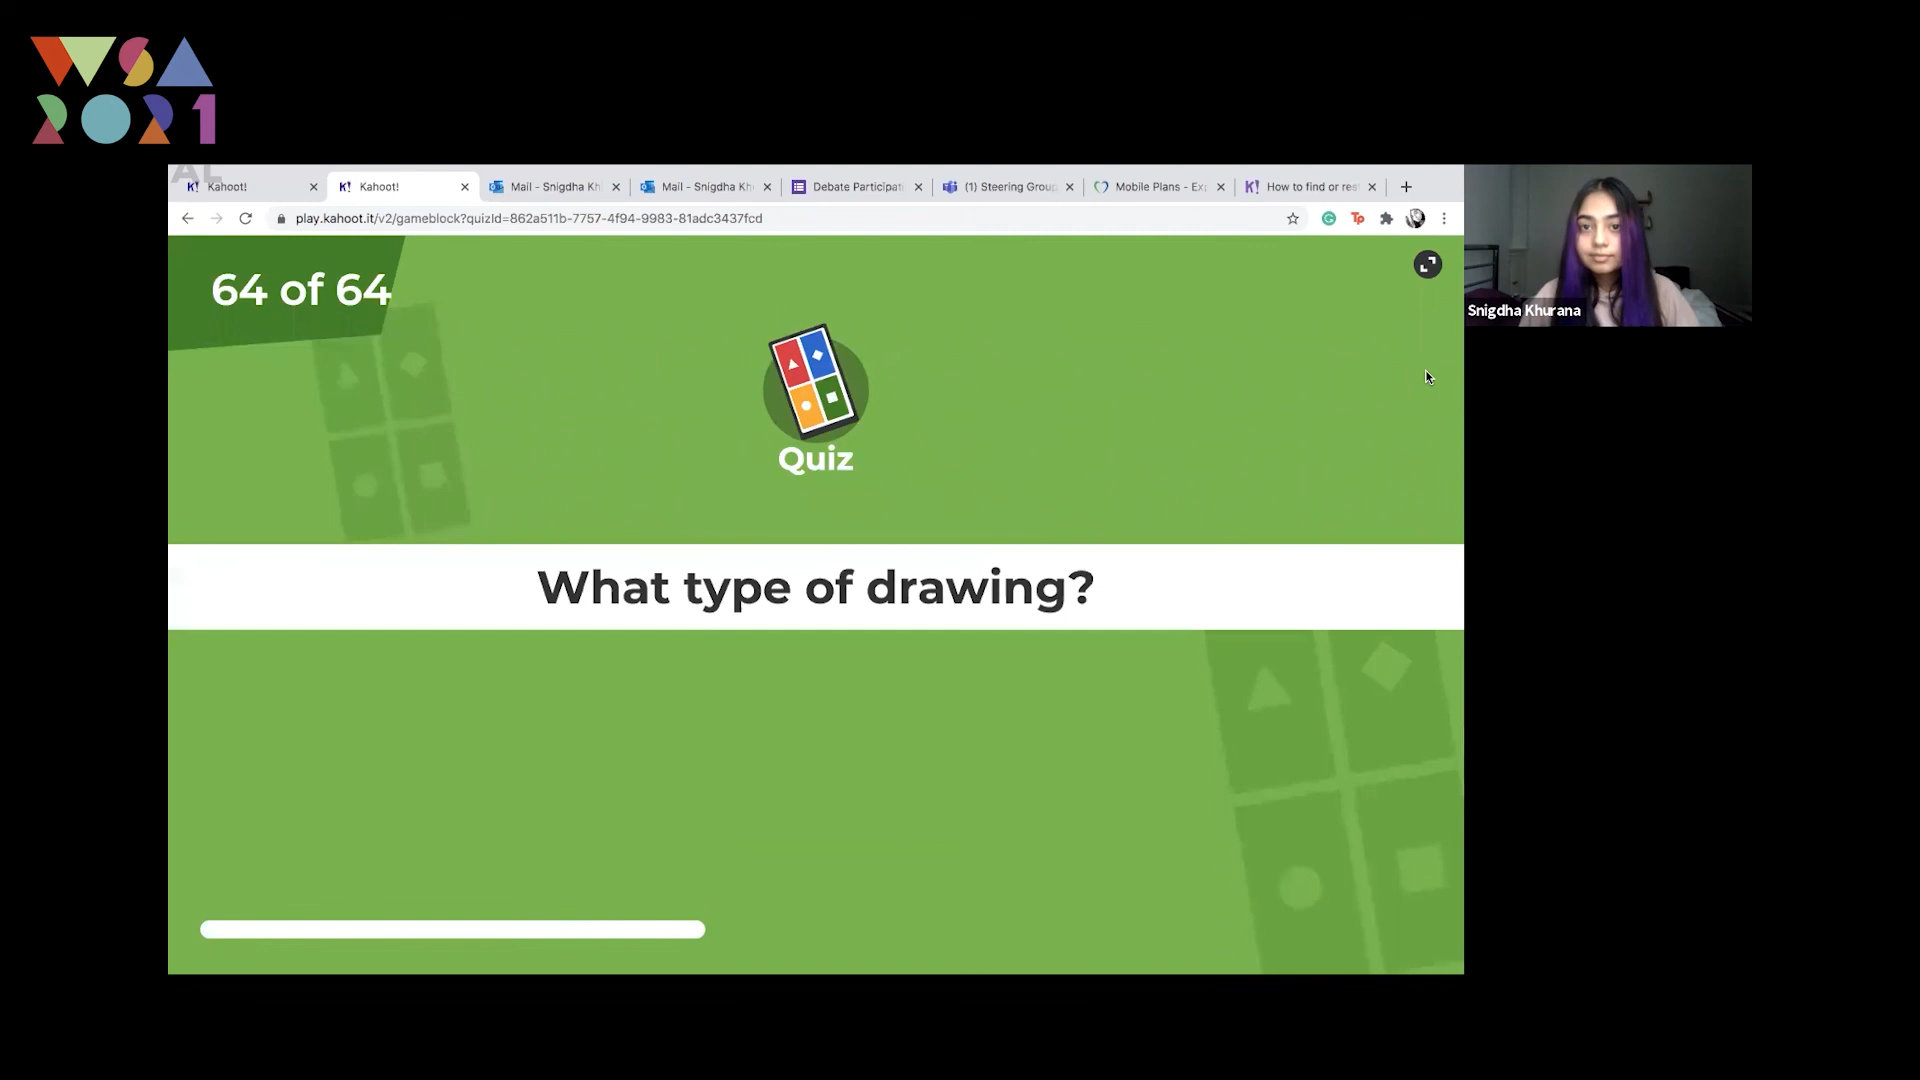 WSA
2021
AL
Kahoot!
Kahoot!
Mail - Snigdha Kh
Mail - Snigdha Kh
Debate Participat
(1) Steering Group
Mobile Plans - Ex
How to find or res
play.kahoot.it/v2/gameblock?quizId=862a511b-7757-4f94-9983-81adc3437fcd
64 of 64
Snigdha Khurana
Quiz
What type of drawing?